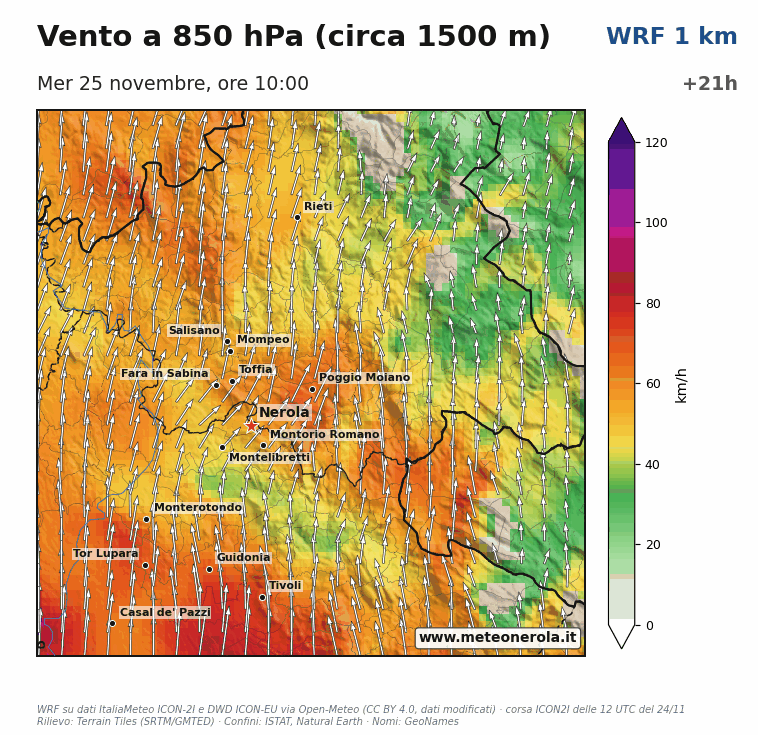 Vento a 850 hPa (circa 1500 m)
WRF 1 km
Mer 25 novembre, ore 10:00
+21h
Rieti
Salisano
Mompeo
Fara in Sabina
Toffia
Poggio Moiano
Nerola
Montorio Romano
Montelibretti
Monterotondo
Tor Lupara
Guidonia
Tivoli
Casal de' Pazzi
www.meteonerola.it
120
100
80
60
40
20
0
km/h
WRF su dati ItaliaMeteo ICON-2I e DWD ICON-EU via Open-Meteo (CC BY 4.0, dati modificati) · corsa ICON2I delle 12 UTC del 24/11
Rilievo: Terrain Tiles (SRTM/GMTED) · Confini: ISTAT, Natural Earth · Nomi: GeoNames